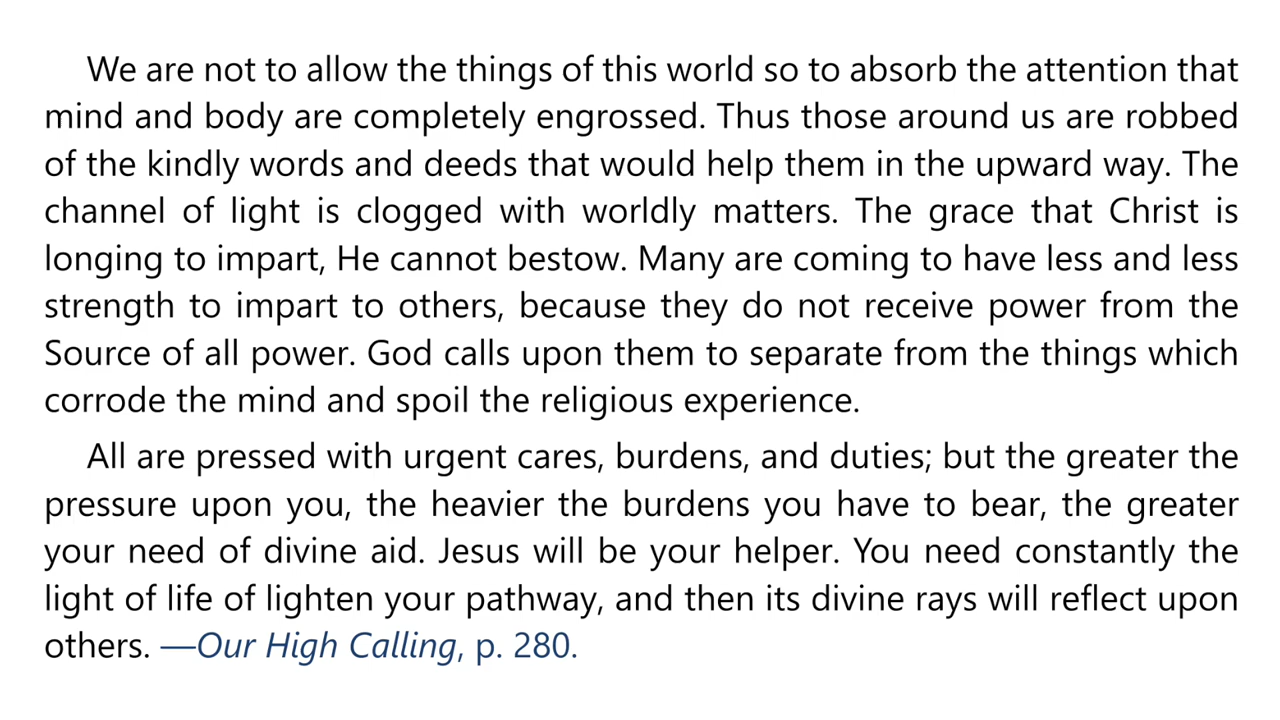 We are not to allow the things of this world so to absorb the attention that
mind and body are completely engrossed. Thus those around us are robbed
of the kindly words and deeds that would help them in the upward way. The
channel of light is clogged with worldly matters. The grace that Christ is
longing to impart, He cannot bestow. Many are coming to have less and less
strength to impart to others, because they do not receive power from the
Source of all power. God calls upon them to separate from the things which
corrode the mind and spoil the religious experience.
All are pressed with urgent cares, burdens, and duties; but the greater the
pressure upon you, the heavier the burdens you have to bear, the greater
your need of divine aid. Jesus will be your helper. You need constantly the
light of life of lighten your pathway, and then its divine rays will reflect upon
others. —Our High Calling, p. 280.